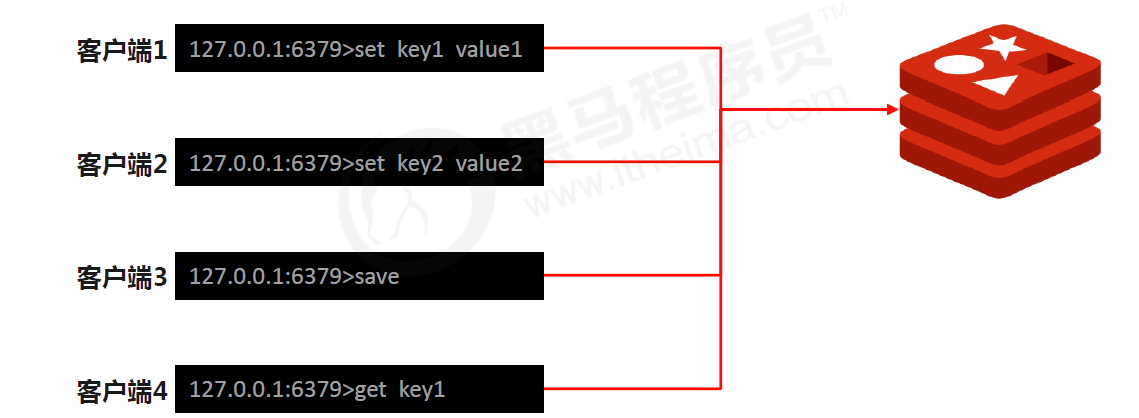 客户端1 127.0.0.1:6379>set key1 value1
客户端2 127.0.0.1:6379>set key2 value2
客户端3 127.0.0.1:6379>save
客户端4 127.0.0.1:6379>get key1
黑马程序员™
www.itheima.com